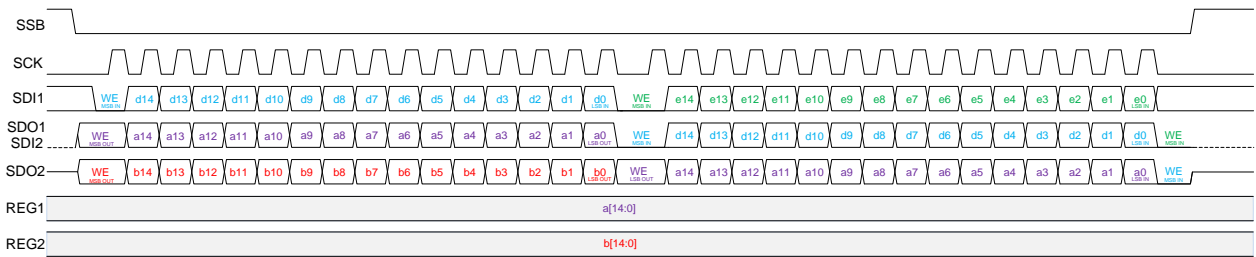 SSB
SCK
SDI1 WE d14 d13 d12 d11 d10 d9 d8 d7 d6 d5 d4 d3 d2 d1 d0 WE e14 e13 e12 e11 e10 e9 e8 e7 e6 e5 e4 e3 e2 e1 e0
MSB IN LSB IN MSB IN LSB IN
SDO1 WE a14 a13 a12 a11 a10 a9 a8 a7 a6 a5 a4 a3 a2 a1 a0 WE d14 d13 d12 d11 d10 d9 d8 d7 d6 d5 d4 d3 d2 d1 d0 WE
SDI2 MSB OUT LSB OUT MSB IN LSB IN MSB IN
SDO2 WE b14 b13 b12 b11 b10 b9 b8 b7 b6 b5 b4 b3 b2 b1 b0 WE a14 a13 a12 a11 a10 a9 a8 a7 a6 a5 a4 a3 a2 a1 a0 WE
MSB OUT LSB OUT LSB OUT LSB IN MSB IN
REG1 a[14:0]
REG2 b[14:0]